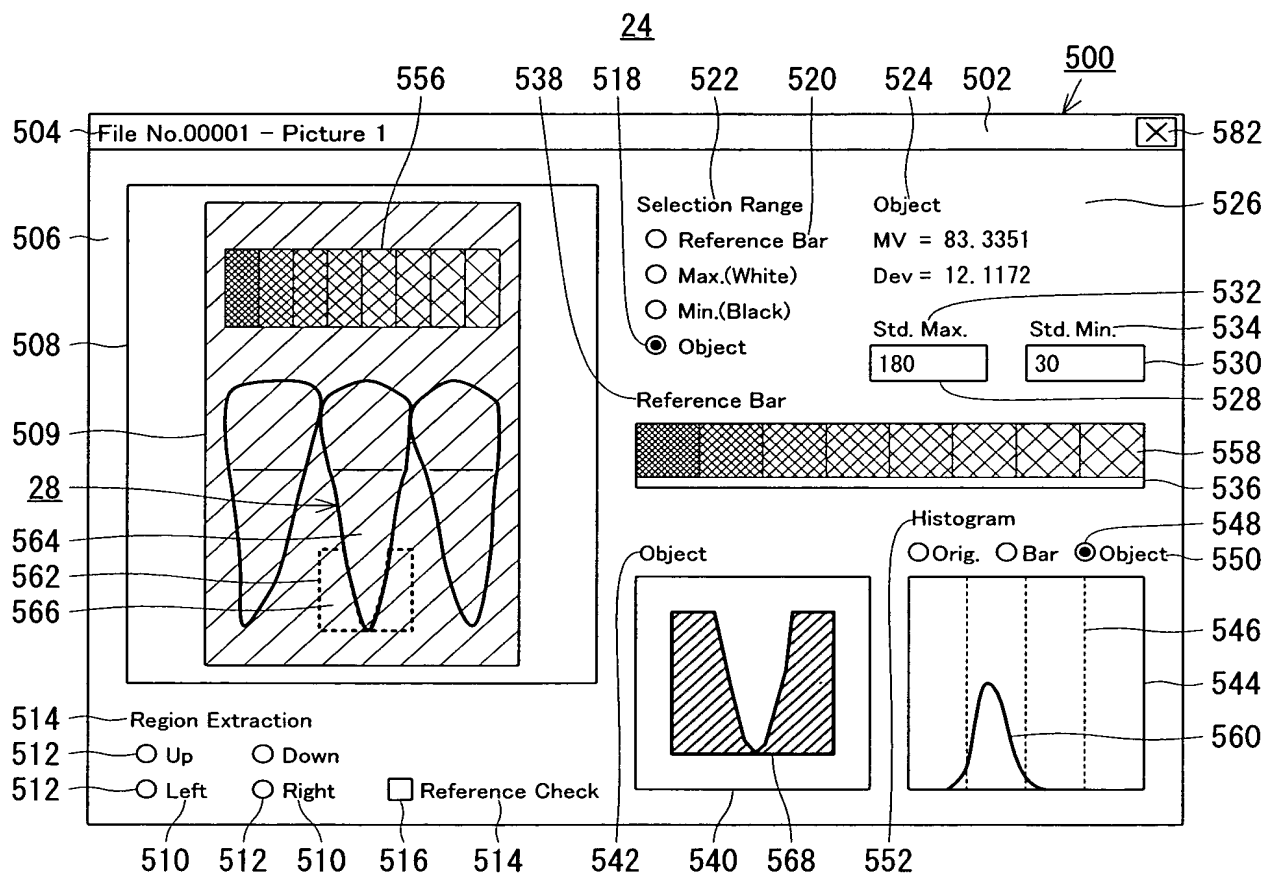 24
556 538 518 522 520 524 502 500
504 File No.00001 - Picture 1 582
506 Selection Range Object 526
Reference Bar MV = 83.3351
Max.(White) Dev = 12.1172
Min.(Black) 532
508 Object Std. Max. Std. Min. 534
180 30 530
Reference Bar 528
509 558
28 536
Histogram 548
564 Object Orig. Bar Object 550
562
566 546
544
514 Region Extraction
512 Up Down 560
512 Left Right Reference Check
510 512 510 516 514 542 540 568 552